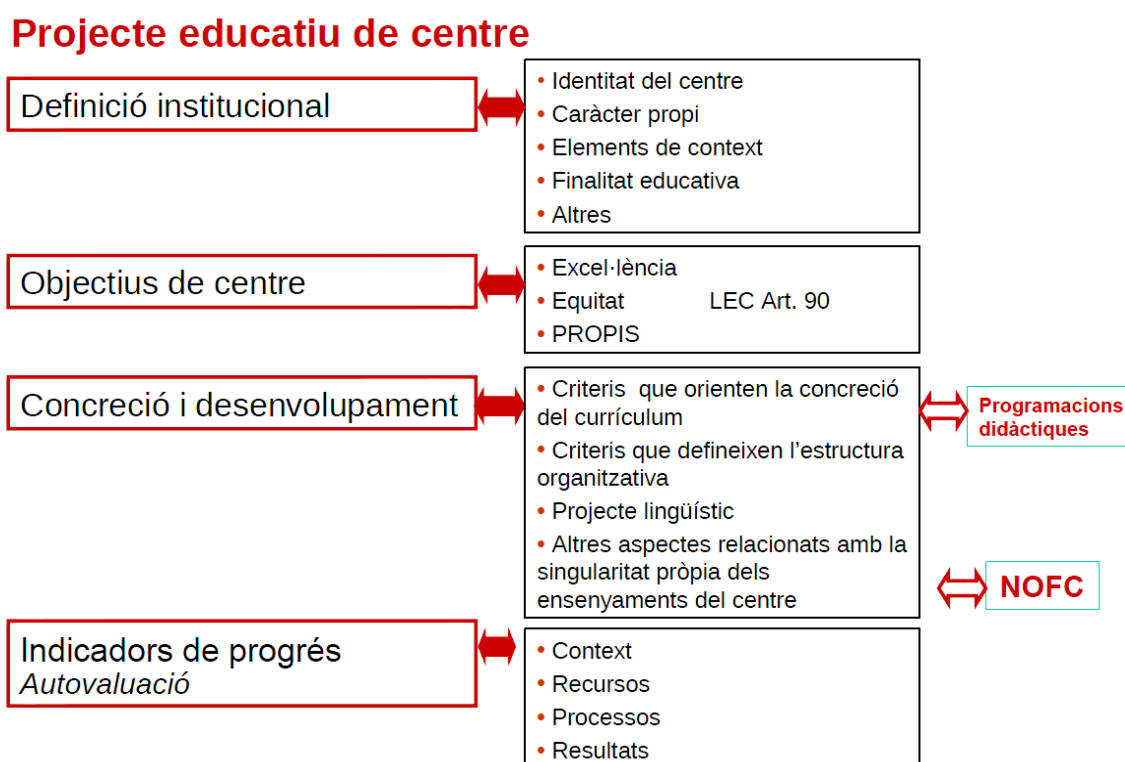 Projecte educatiu de centre
Definició institucional
• Identitat del centre
• Caràcter propi
• Elements de context
• Finalitat educativa
• Altres
Objectius de centre
• Excel·lència
• Equitat LEC Art. 90
• PROPIS
Concreció i desenvolupament
• Criteris que orienten la concreció
del currículum
• Criteris que defineixen l’estructura
organitzativa
• Projecte lingüístic
• Altres aspectes relacionats amb la
singularitat pròpia dels
ensenyaments del centre
Programacions
didàctiques
NOFC
Indicadors de progrés
Autovaluació
• Context
• Recursos
• Processos
• Resultats